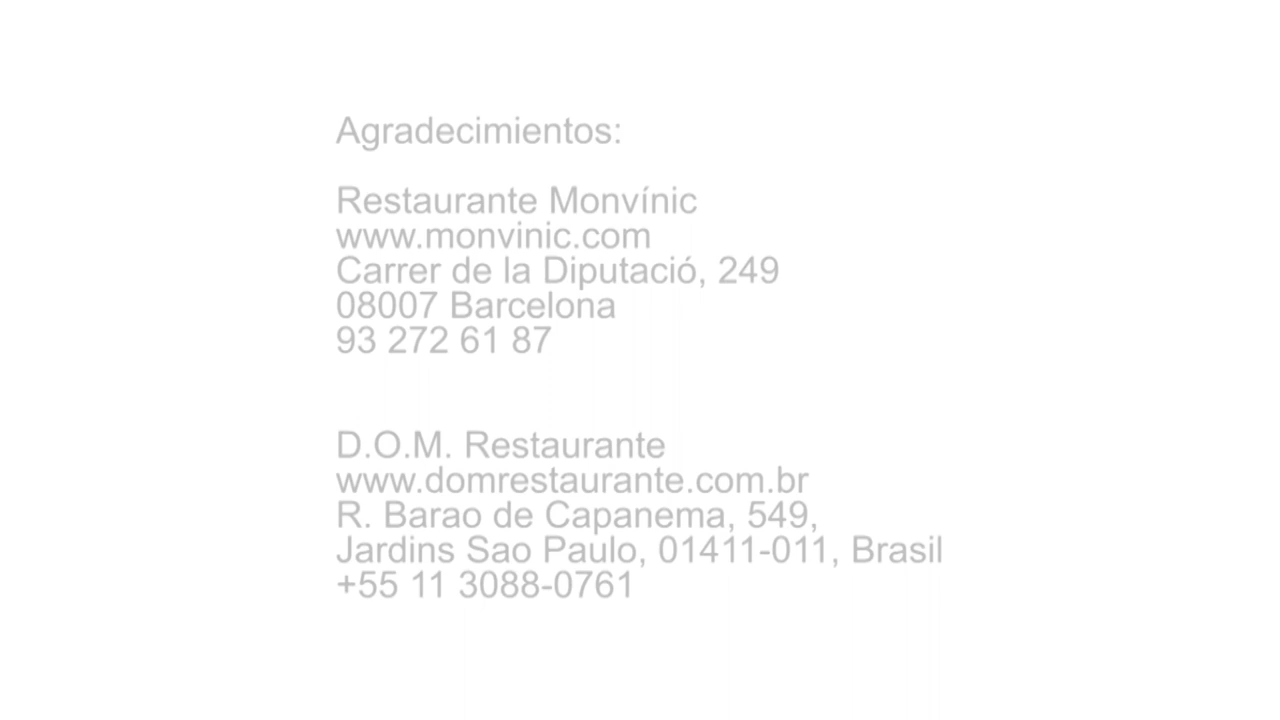 Agradecimientos:
Restaurante Monvínic
www.monvinic.com
Carrer de la Diputació, 249
08007 Barcelona
93 272 61 87
D.O.M. Restaurante
www.domrestaurante.com.br
R. Barao de Capanema, 549,
Jardins Sao Paulo, 01411-011, Brasil
+55 11 3088-0761